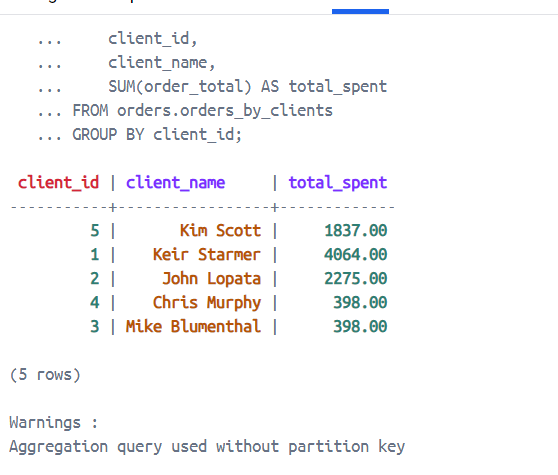 ...     client_id,
...     client_name,
...     SUM(order_total) AS total_spent
... FROM orders.orders_by_clients
... GROUP BY client_id;
client_id | client_name     | total_spent
-----------+-----------------+-------------
5 |       Kim Scott |     1837.00
1 |    Keir Starmer |     4064.00
2 |     John Lopata |     2275.00
4 |    Chris Murphy |      398.00
3 | Mike Blumenthal |      398.00
(5 rows)
Warnings :
Aggregation query used without partition key